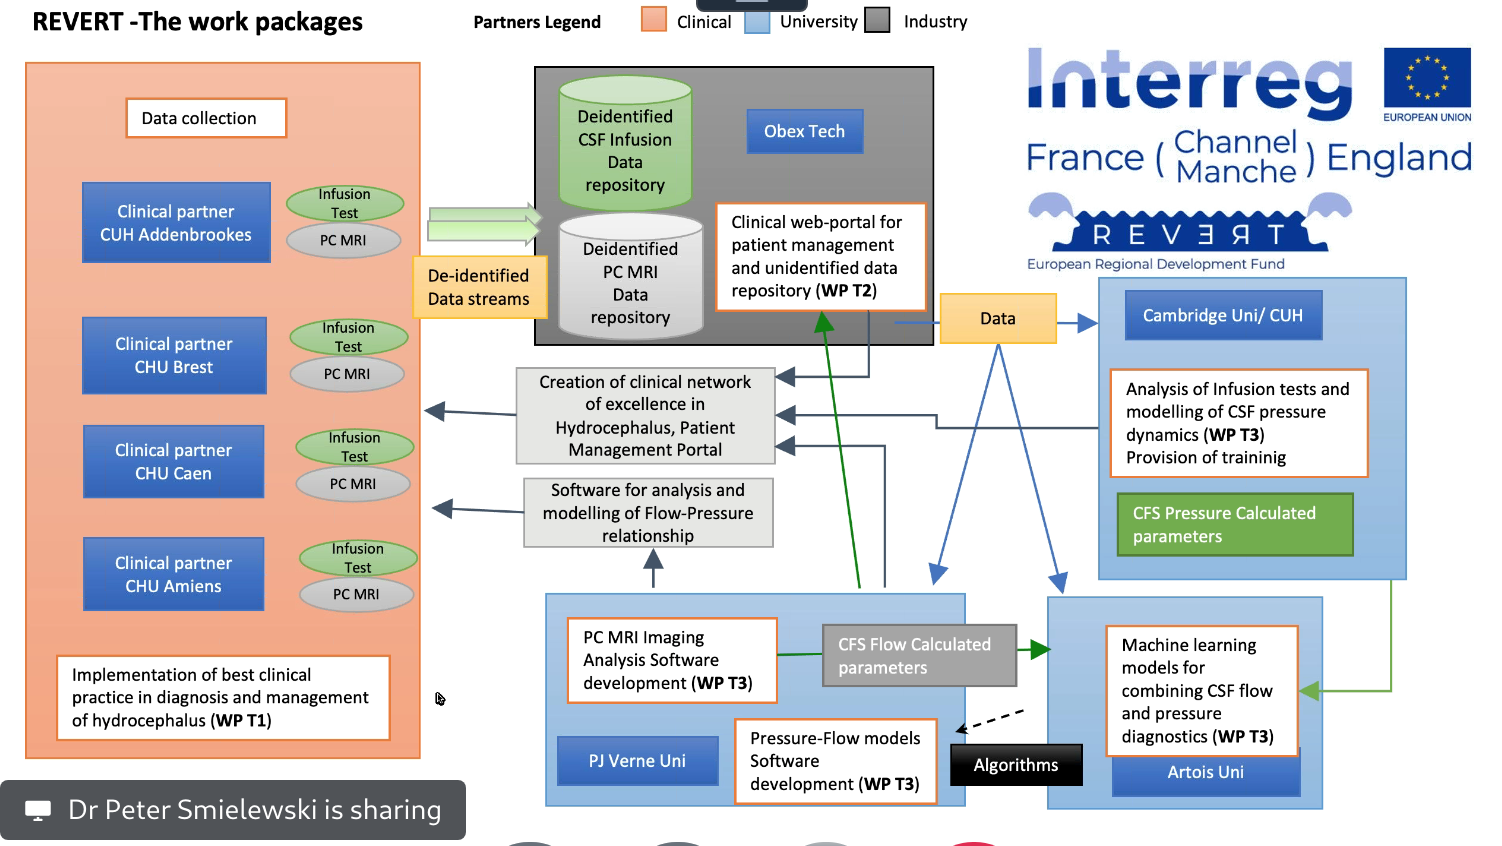 REVERT -The work packages
Partners Legend
Clinical
University
Industry
Data collection
Clinical partner
CUH Addenbrookes
Infusion
Test
PC MRI
Clinical partner
CHU Brest
Infusion
Test
PC MRI
Clinical partner
CHU Caen
Infusion
Test
PC MRI
Clinical partner
CHU Amiens
Infusion
Test
PC MRI
Implementation of best clinical
practice in diagnosis and management
of hydrocephalus (WP T1)
De-identified
Data streams
Deidentified
CSF Infusion
Data
repository
Deidentified
PC MRI
Data
repository
Obex Tech
Clinical web-portal for
patient management
and unidentified data
repository (WP T2)
Data
Creation of clinical network
of excellence in
Hydrocephalus, Patient
Management Portal
Software for analysis and
modelling of Flow-Pressure
relationship
Interreg
EUROPEAN UNION
France ( Channel
Manche ) England
REVƎЯT
European Regional Development Fund
Cambridge Uni/ CUH
Analysis of Infusion tests and
modelling of CSF pressure
dynamics (WP T3)
Provision of traininig
CFS Pressure Calculated
parameters
PC MRI Imaging
Analysis Software
development (WP T3)
CFS Flow Calculated
parameters
PJ Verne Uni
Pressure-Flow models
Software
development (WP T3)
Algorithms
Machine learning
models for
combining CSF flow
and pressure
diagnostics (WP T3)
Artois Uni
Dr Peter Smielewski is sharing